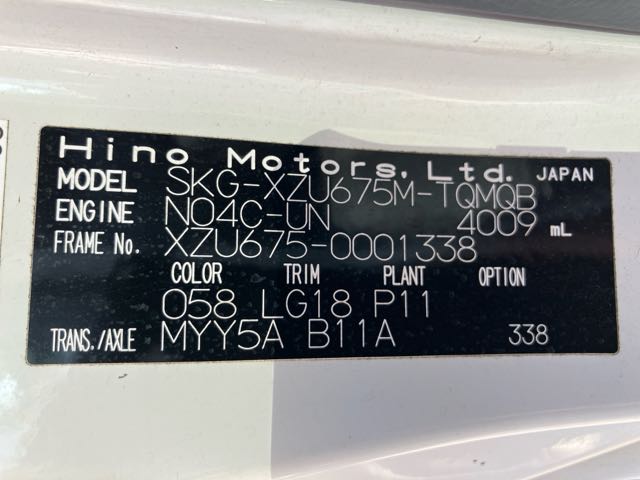 Hino Motors, Ltd. JAPAN
MODEL SKG-XZU675M-TQMQB
ENGINE N04C-UN 4009 mL
FRAME No. XZU675-0001338
COLOR TRIM PLANT OPTION
058 LG18 P11
TRANS./AXLE MYY5A B11A 338